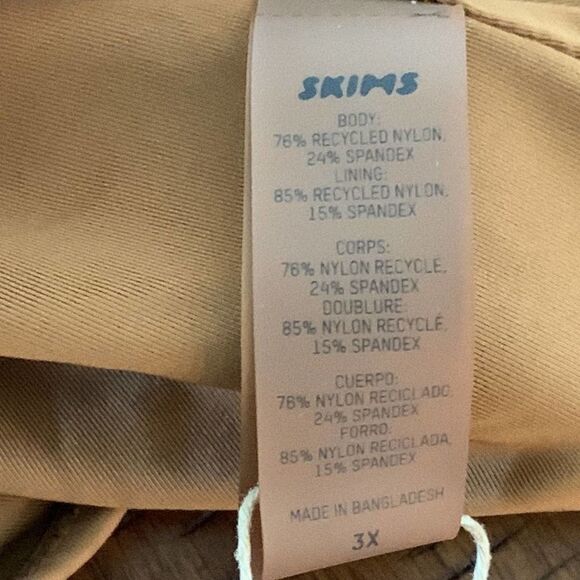 SKIMS
BODY:
76% RECYCLED NYLON,
24% SPANDEX
LINING:
85% RECYCLED NYLON,
15% SPANDEX
CORPS:
76% NYLON RECYCLÉ,
24% SPANDEX
DOUBLURE:
85% NYLON RECYCLÉ,
15% SPANDEX
CUERPO:
76% NYLON RECICLADO,
24% SPANDEX
FORRO:
85% NYLON RECICLADA,
15% SPANDEX
MADE IN BANGLADESH
3X